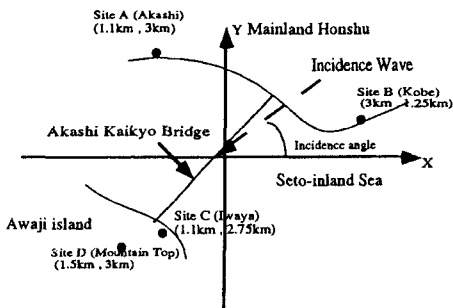 Site A (Akashi)
(1.1km , 3km)
Y Mainland Honshu
Incidence Wave
Site B (Kobe)
(3km , 1.25km)
Akashi Kaikyo Bridge
Incidence angle
X
Seto-inland Sea
Awaji island
Site C (Iwaya)
(1.1km , 2.75km)
Site D (Mountain Top)
(1.5km , 3km)